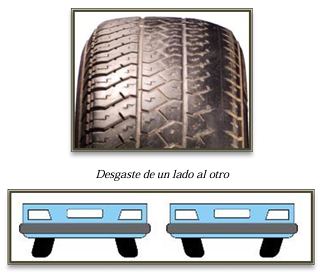 Desgaste de un lado al otro